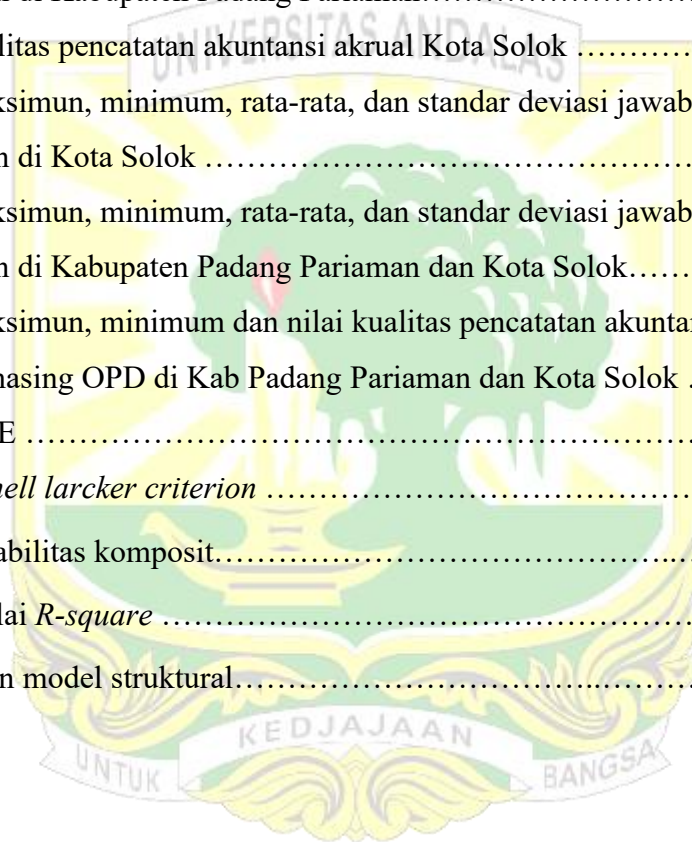 di Kabupaten Padang Pariaman……………………
litas pencatatan akuntansi akrual Kota Solok …………
UNIVERSITAS ANDALAS
ksimun, minimum, rata-rata, dan standar deviasi jawab
n di Kota Solok ……………………………………………
ksimun, minimum, rata-rata, dan standar deviasi jawab
n di Kabupaten Padang Pariaman dan Kota Solok……
ksimun, minimum dan nilai kualitas pencatatan akuntan
nasing OPD di Kab Padang Pariaman dan Kota Solok .
E ……………………………………………………………
nell larcker criterion ………………………………………
abilitas komposit……………………………………..…
lai R-square …………………………………………………
n model struktural………………………………..………
KEDJAJAAN
UNTUK BANGSA